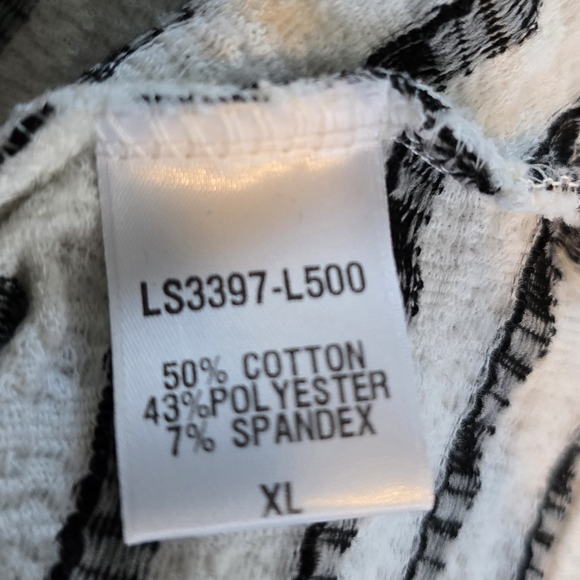 LS3397-L500
50% COTTON
43%POLYESTER
7% SPANDEX
XL